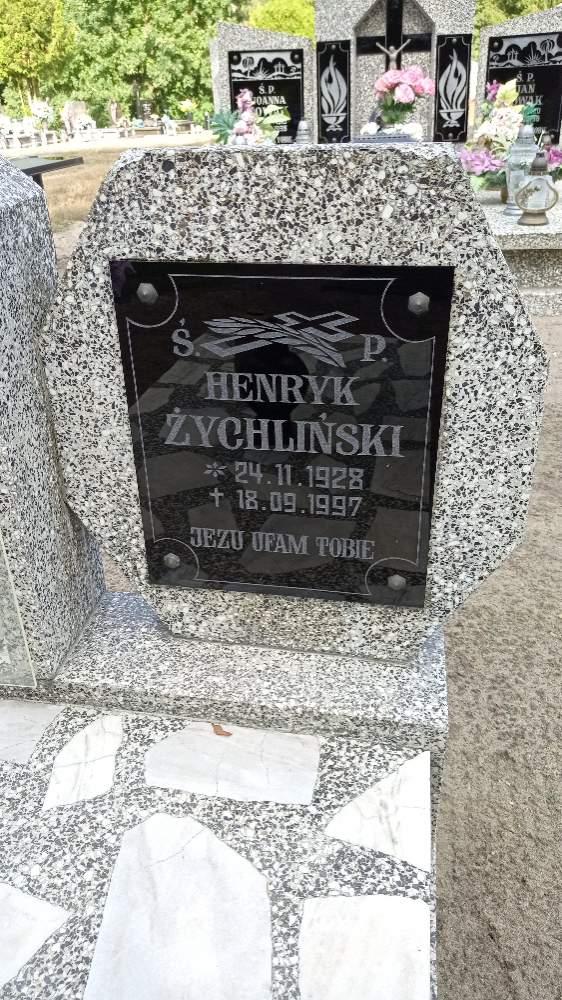 Ś. P.
JOANNA
Ś. P.
JAN
Ś. P.
HENRYK
ŻYCHLIŃSKI
* 24.11.1928
✝ 18.09.1997
JEZU UFAM TOBIE